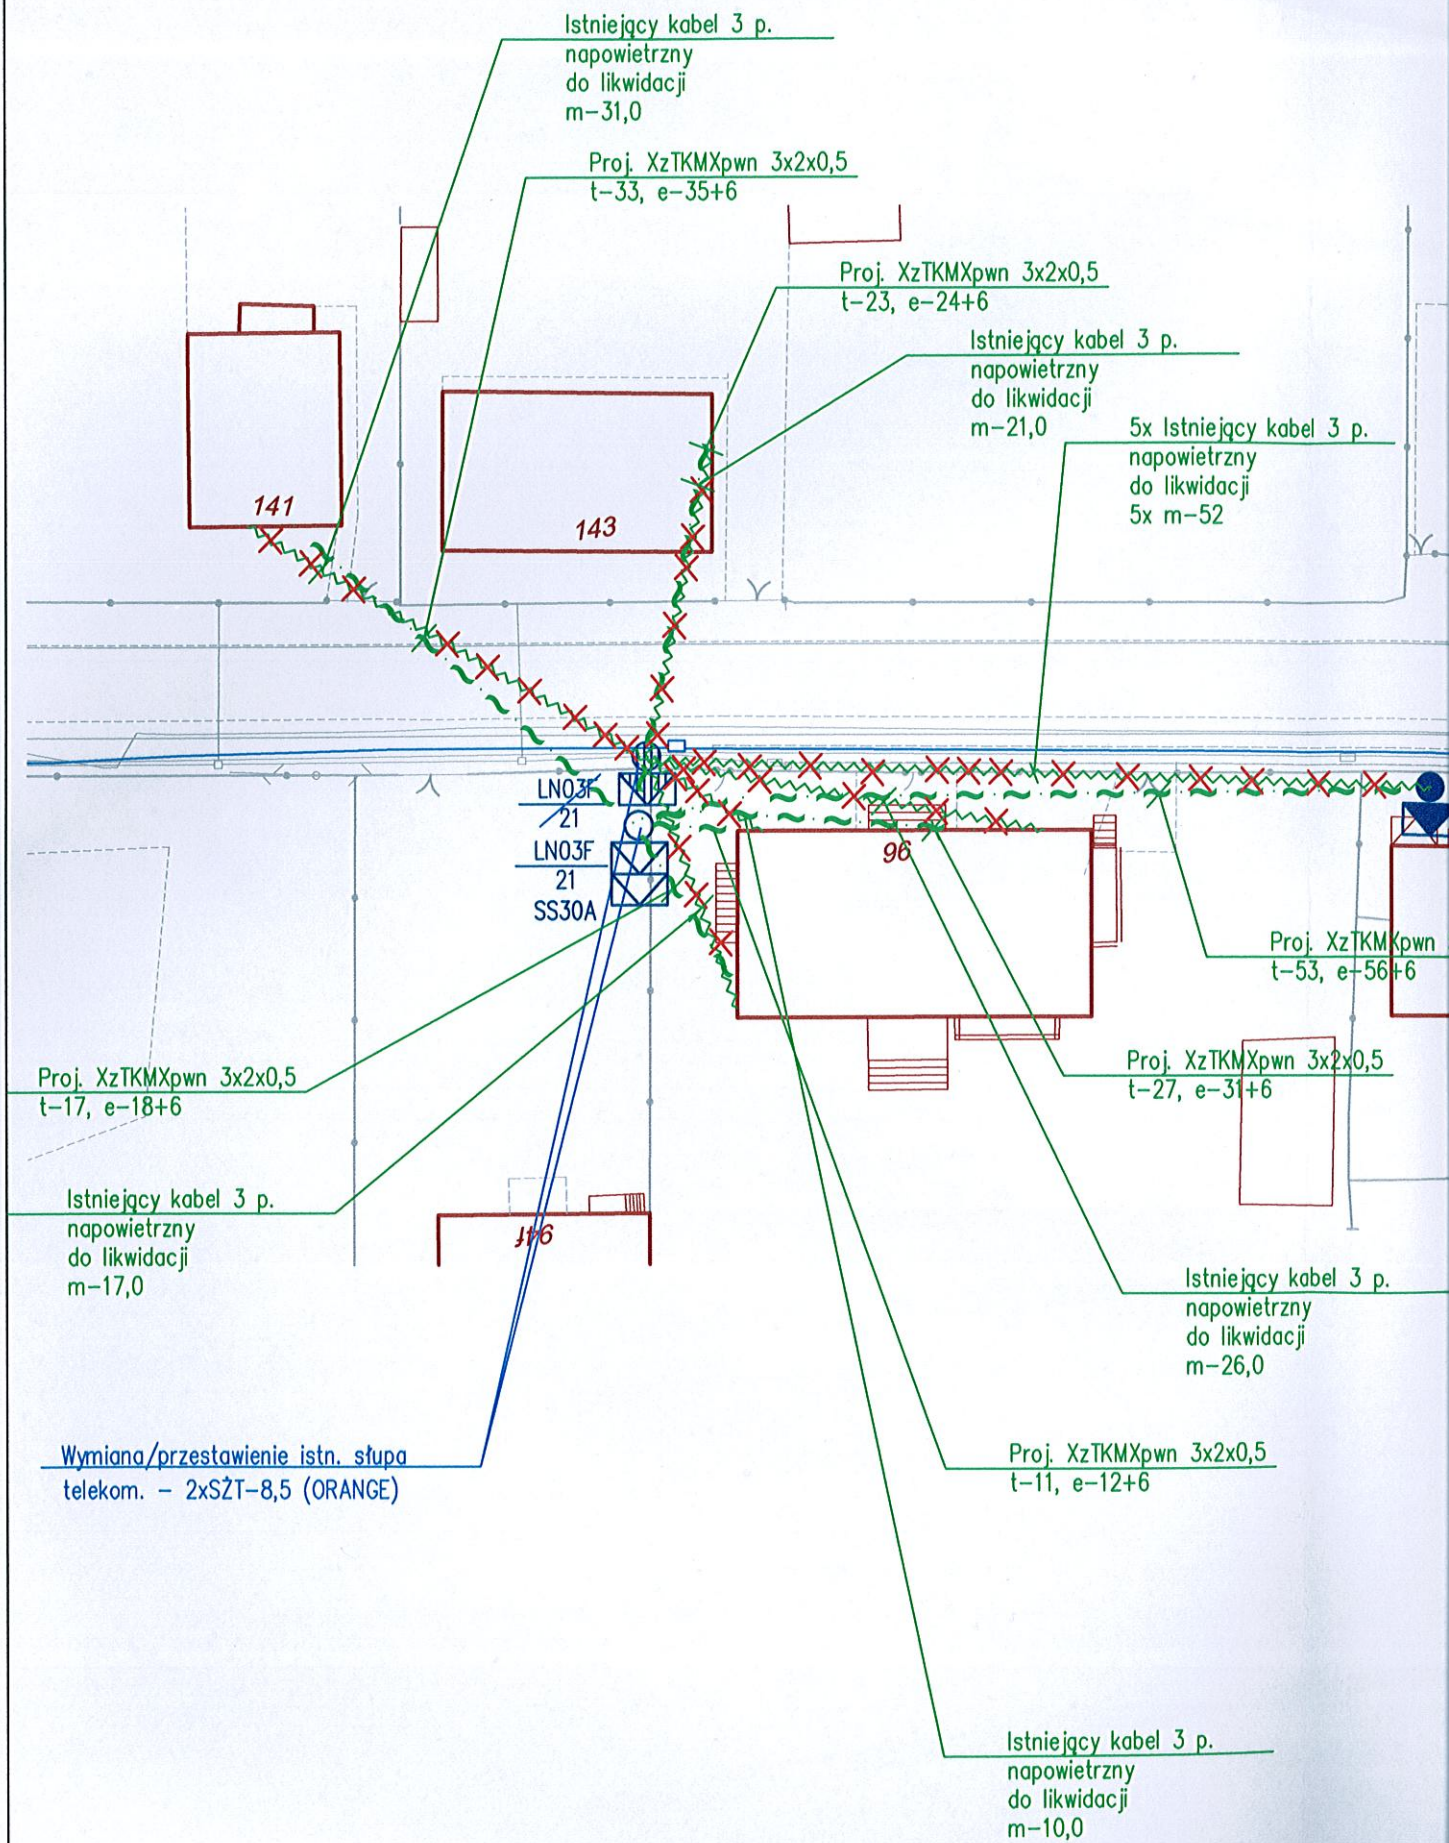 Istniejący kabel 3 p.
napowietrzny
do likwidacji
m-31,0
Proj. XzTKMXpwn 3x2x0,5
t-33, e-35+6
Proj. XzTKMXpwn 3x2x0,5
t-23, e-24+6
Istniejący kabel 3 p.
napowietrzny
do likwidacji
m-21,0
5x Istniejący kabel 3 p.
napowietrzny
do likwidacji
5x m-52
141
143
LN03F
21
LN03F
21
SS30A
96
Proj. XzTKMXpwn
t-53, e-56+6
Proj. XzTKMXpwn 3x2x0,5
t-27, e-31+6
Proj. XzTKMXpwn 3x2x0,5
t-17, e-18+6
Istniejący kabel 3 p.
napowietrzny
do likwidacji
m-17,0
Istniejący kabel 3 p.
napowietrzny
do likwidacji
m-26,0
Wymiana/przestawienie istn. słupa
telekom. - 2xSŻT-8,5 (ORANGE)
Proj. XzTKMXpwn 3x2x0,5
t-11, e-12+6
Istniejący kabel 3 p.
napowietrzny
do likwidacji
m-10,0